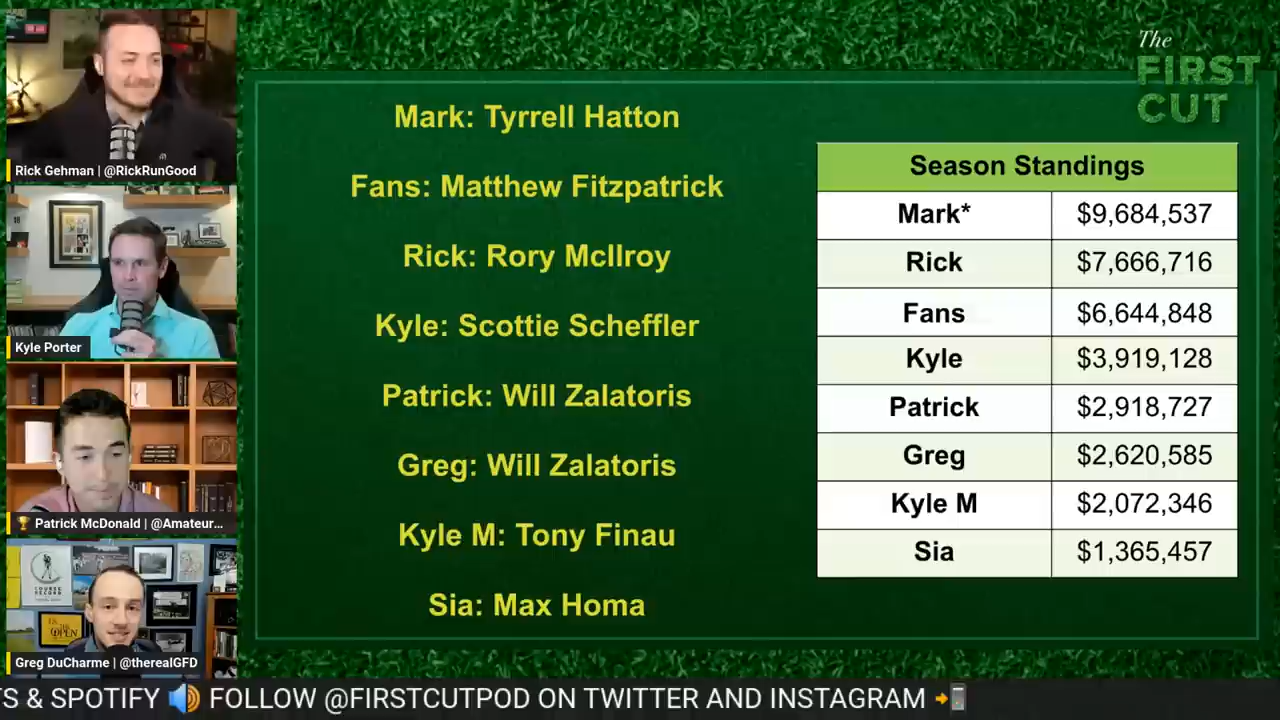 The
FIRST
CUT
Mark: Tyrrell Hatton
Fans: Matthew Fitzpatrick
Rick: Rory McIlroy
Kyle: Scottie Scheffler
Patrick: Will Zalatoris
Greg: Will Zalatoris
Kyle M: Tony Finau
Sia: Max Homa
Season Standings
Mark* $9,684,537
Rick $7,666,716
Fans $6,644,848
Kyle $3,919,128
Patrick $2,918,727
Greg $2,620,585
Kyle M $2,072,346
Sia $1,365,457
Rick Gehman | @RickRunGood
Kyle Porter
🏆 Patrick McDonald | @Amateur...
COURSE
RECORD
THE OPEN
Greg DuCharme | @therealGFD
TS & SPOTIFY 🔊 FOLLOW @FIRSTCUTPOD ON TWITTER AND INSTAGRAM 📲